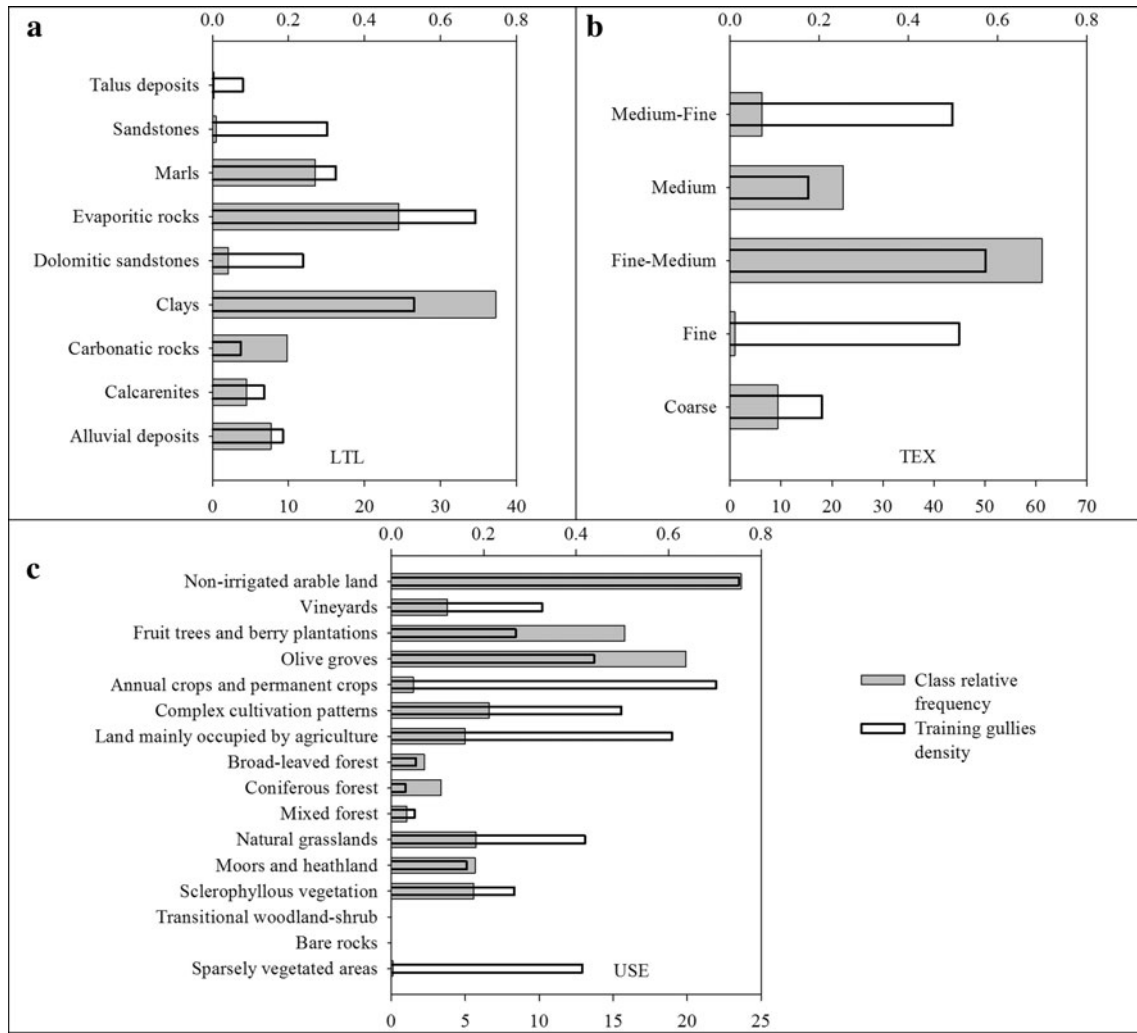 a
0.0 0.2 0.4 0.6 0.8
Talus deposits
Sandstones
Marls
Evaporitic rocks
Dolomitic sandstones
Clays
Carbonatic rocks
Calcarenites
Alluvial deposits
LTL
0 10 20 30 40
b
0.0 0.2 0.4 0.6 0.8
Medium-Fine
Medium
Fine-Medium
Fine
Coarse
TEX
0 10 20 30 40 50 60 70
c
0.0 0.2 0.4 0.6 0.8
Non-irrigated arable land
Vineyards
Fruit trees and berry plantations
Olive groves
Annual crops and permanent crops
Complex cultivation patterns
Land mainly occupied by agriculture
Broad-leaved forest
Coniferous forest
Mixed forest
Natural grasslands
Moors and heathland
Sclerophyllous vegetation
Transitional woodland-shrub
Bare rocks
Sparsely vegetated areas
USE
0 5 10 15 20 25
Class relative
frequency
Training gullies
density